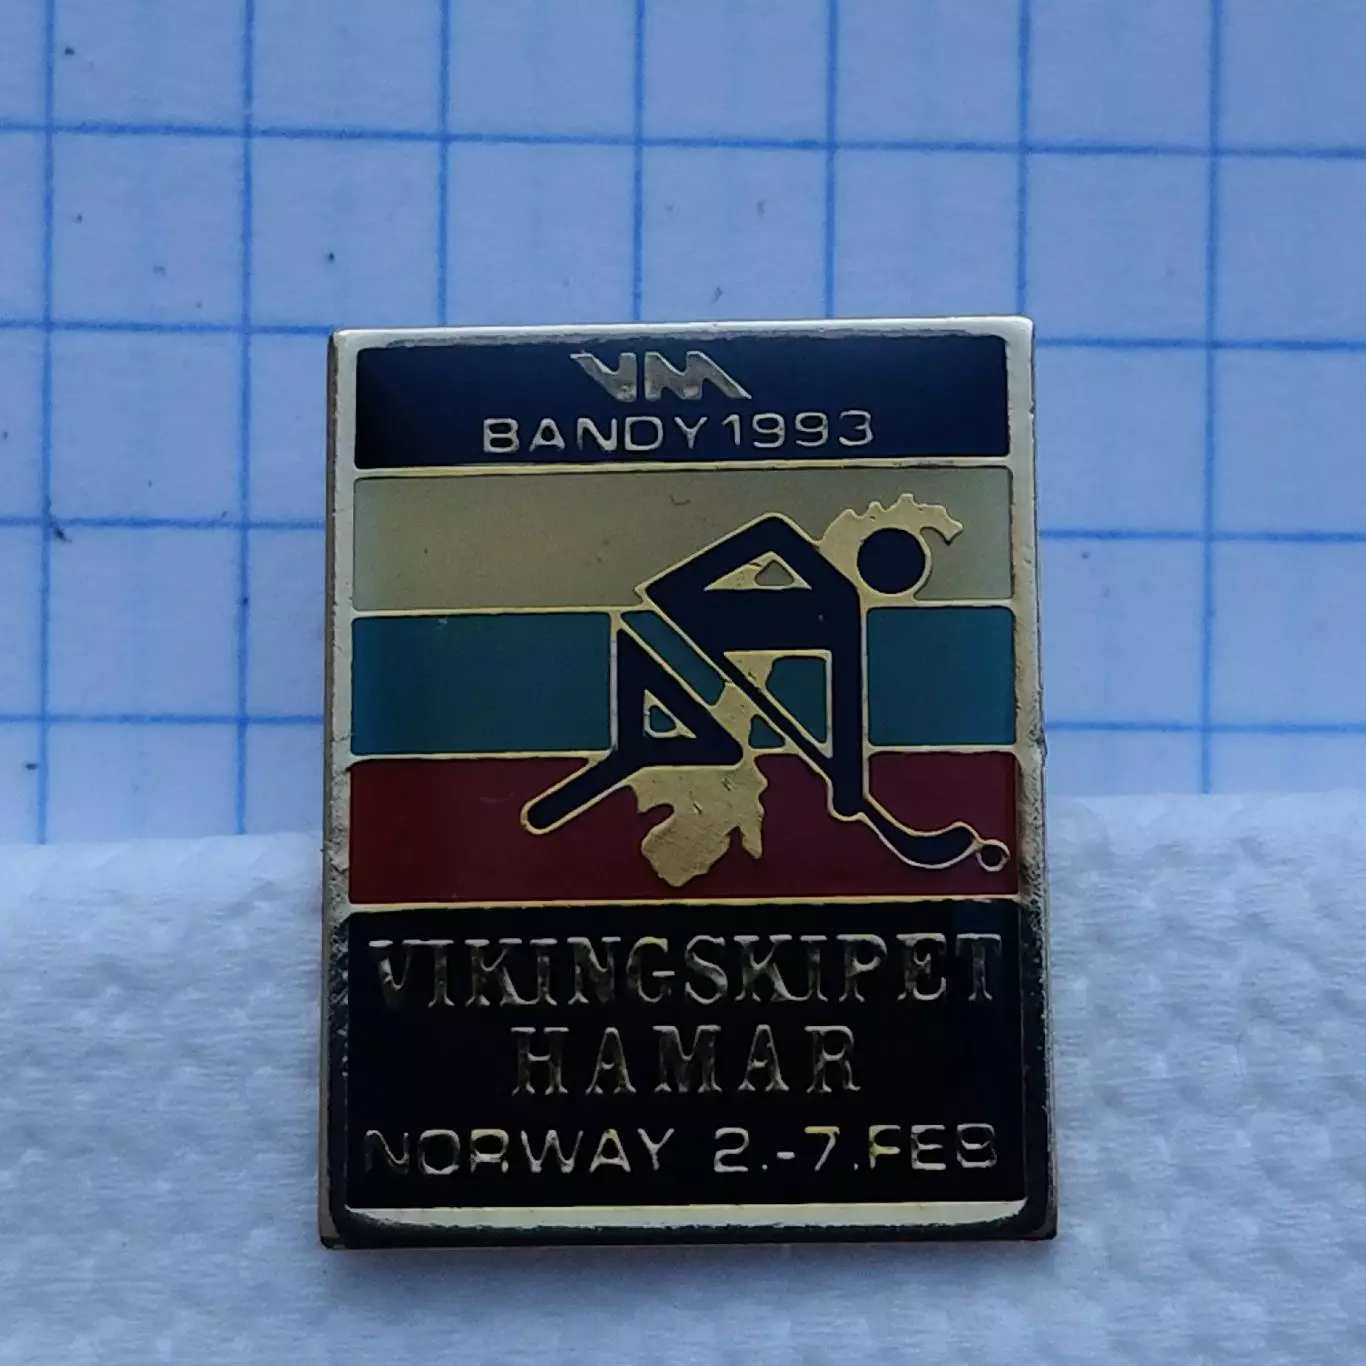 VM
BANDY 1993
VIKINGSKIPET
HAMAR
NORWAY 2.-7. FEB